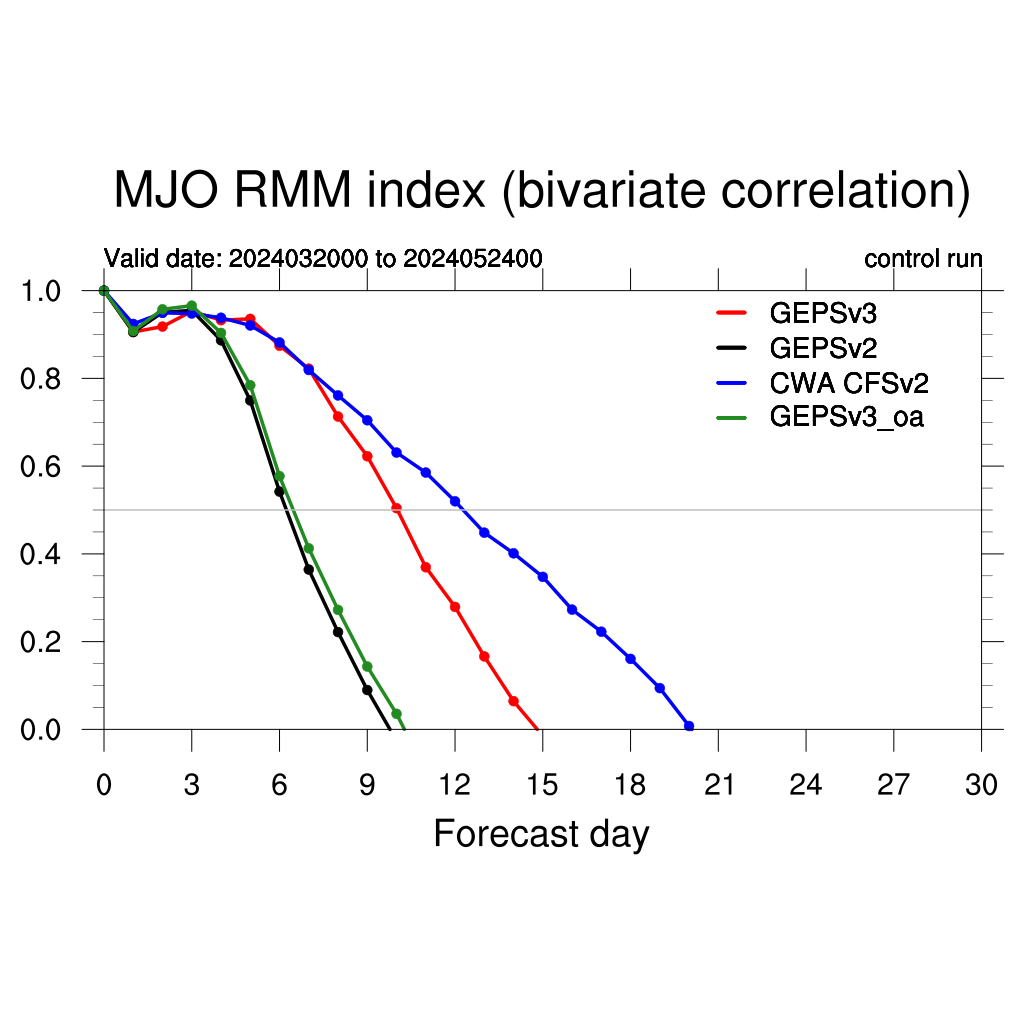 MJO RMM index (bivariate correlation)
Valid date: 2024032000 to 2024052400 control run
1.0
0.8
0.6
0.4
0.2
0.0
GEPSv3
GEPSv2
CWA CFSv2
GEPSv3_oa
0 3 6 9 12 15 18 21 24 27 30
Forecast day